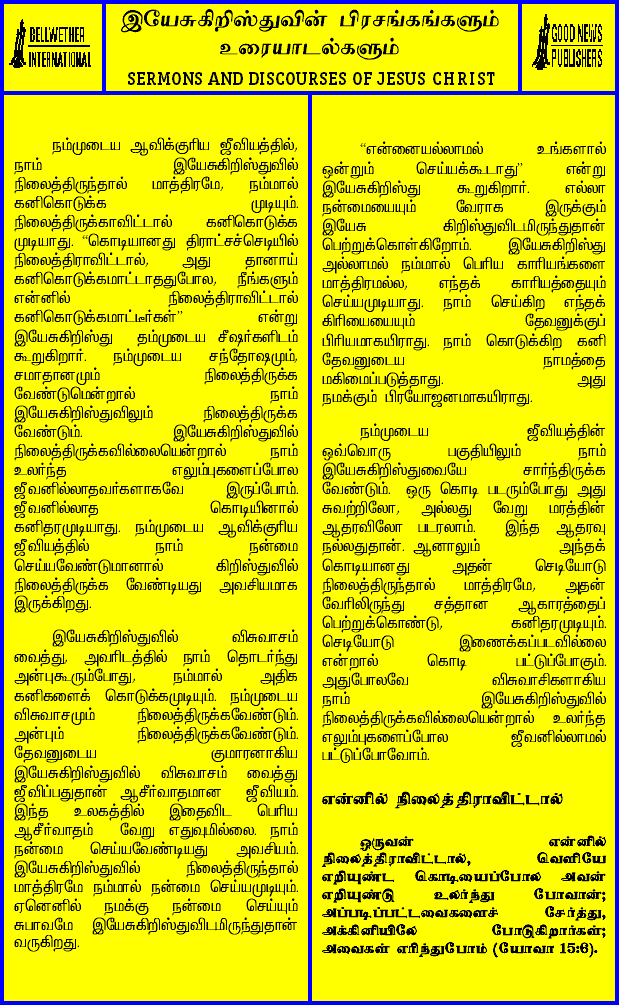 BELLWETHER
INTERNATIONAL
இயேசுகிறிஸ்துவின் பிரசங்கங்களும்
உரையாடல்களும்
SERMONS AND DISCOURSES OF JESUS CHRIST
GOOD NEWS
PUBLISHERS
நம்முடைய ஆவிக்குரிய ஜீவியத்தில்,
நாம் இயேசுகிறிஸ்துவில்
நிலைத்திருந்தால் மாத்திரமே, நம்மால்
கனிகொடுக்க முடியும்.
நிலைத்திருக்காவிட்டால் கனிகொடுக்க
முடியாது. “கொடியானது திராட்சச்செடியில்
நிலைத்திராவிட்டால், அது தானாய்
கனிகொடுக்கமாட்டாததுபோல, நீங்களும்
என்னில் நிலைத்திராவிட்டால்
கனிகொடுக்கமாட்டீர்கள்” என்று
இயேசுகிறிஸ்து தம்முடைய சீஷர்களிடம்
கூறுகிறார். நம்முடைய சந்தோஷமும்,
சமாதானமும் நிலைத்திருக்க
வேண்டுமென்றால் நாம்
இயேசுகிறிஸ்துவிலும் நிலைத்திருக்க
வேண்டும். இயேசுகிறிஸ்துவில்
நிலைத்திருக்கவில்லையென்றால் நாம்
உலர்ந்த எலும்புகளைப்போல
ஜீவனில்லாதவர்களாகவே இருப்போம்.
ஜீவனில்லாத கொடியினால்
கனிதரமுடியாது. நம்முடைய ஆவிக்குரிய
ஜீவியத்தில் நாம் நன்மை
செய்யவேண்டுமானால் கிறிஸ்துவில்
நிலைத்திருக்க வேண்டியது அவசியமாக
இருக்கிறது.
இயேசுகிறிஸ்துவில் விசுவாசம்
வைத்து, அவரிடத்தில் நாம் தொடர்ந்து
அன்புகூரும்போது, நம்மால் அதிக
கனிகளைக் கொடுக்கமுடியும். நம்முடைய
விசுவாசமும் நிலைத்திருக்கவேண்டும்.
அன்பும் நிலைத்திருக்கவேண்டும்.
தேவனுடைய குமாரனாகிய
இயேசுகிறிஸ்துவில் விசுவாசம் வைத்து
ஜீவிப்பதுதான் ஆசீர்வாதமான ஜீவியம்.
இந்த உலகத்தில் இதைவிட பெரிய
ஆசீர்வாதம் வேறு எதுவுமில்லை. நாம்
நன்மை செய்யவேண்டியது அவசியம்.
இயேசுகிறிஸ்துவில் நிலைத்திருந்தால்
மாத்திரமே நம்மால் நன்மை செய்யமுடியும்.
ஏனெனில் நமக்கு நன்மை செய்யும்
சுபாவமே இயேசுகிறிஸ்துவிடமிருந்துதான்
வருகிறது.
“என்னையல்லாமல் உங்களால்
ஒன்றும் செய்யக்கூடாது” என்று
இயேசுகிறிஸ்து கூறுகிறார். எல்லா
நன்மையையும் வேராக இருக்கும்
இயேசு கிறிஸ்துவிடமிருந்துதான்
பெற்றுக்கொள்கிறோம். இயேசுகிறிஸ்து
அல்லாமல் நம்மால் பெரிய காரியங்களை
மாத்திரமல்ல, எந்தக் காரியத்தையும்
செய்யமுடியாது. நாம் செய்கிற எந்தக்
கிரியையையும் தேவனுக்குப்
பிரியமாகயிராது. நாம் கொடுக்கிற கனி
தேவனுடைய நாமத்தை
மகிமைப்படுத்தாது. அது
நமக்கும் பிரயோஜனமாகயிராது.
நம்முடைய ஜீவியத்தின்
ஒவ்வொரு பகுதியிலும் நாம்
இயேசுகிறிஸ்துவையே சார்ந்திருக்க
வேண்டும். ஒரு கொடி படரும்போது அது
சுவற்றிலோ, அல்லது வேறு மரத்தின்
ஆதரவிலோ படரலாம். இந்த ஆதரவு
நல்லதுதான். ஆனாலும் அந்தக்
கொடியானது அதன் செடியோடு
நிலைத்திருந்தால் மாத்திரமே, அதன்
வேரிலிருந்து சத்தான ஆகாரத்தைப்
பெற்றுக்கொண்டு, கனிதரமுடியும்.
செடியோடு இணைக்கப்படவில்லை
என்றால் கொடி பட்டுப்போகும்.
அதுபோலவே விசுவாசிகளாகிய
நாம் இயேசுகிறிஸ்துவில்
நிலைத்திருக்கவில்லையென்றால் உலர்ந்த
எலும்புகளைப்போல ஜீவனில்லாமல்
பட்டுப்போவோம்.
என்னில் நிலைத்திராவிட்டால்
ஒருவன் என்னில்
நிலைத்திராவிட்டால், வெளியே
எறியுண்ட கொடியைப்போல அவன்
எறியுண்டு உலர்ந்து போவான்;
அப்படிப்பட்டவைகளைச் சேர்த்து,
அக்கினியிலே போடுகிறார்கள்;
அவைகள் எரிந்துபோம் (யோவா 15:6).